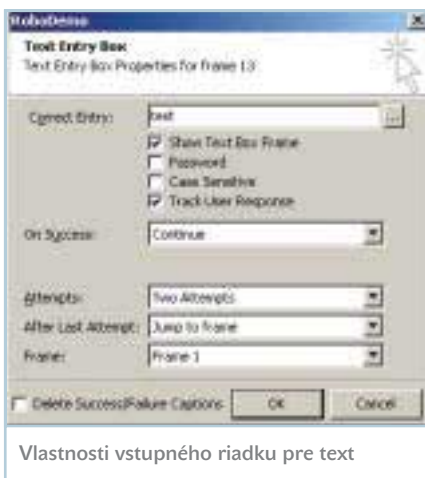 RoboDemo
Text Entry Box
Text Entry Box Properties for frame 13
Correct Entry: text ...
Show Text Box Frame
Password
Case Sensitive
Track User Response
On Success: Continue
Attempts: Two Attempts
After Last Attempt: Jump to frame
Frame: Frame 1
Delete Success/Failure Captions OK Cancel
Vlastnosti vstupného riadku pre text